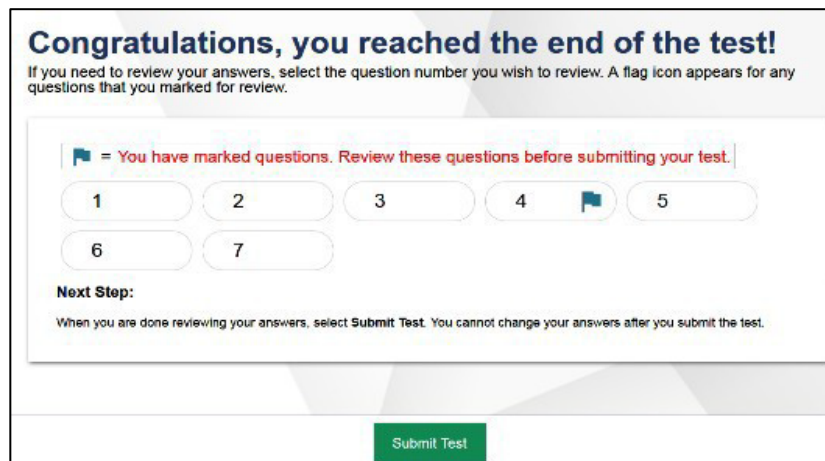 Congratulations, you reached the end of the test!
If you need to review your answers, select the question number you wish to review. A flag icon appears for any
questions that you marked for review.
= You have marked questions. Review these questions before submitting your test.
1 2 3 4 5
6 7
Next Step:
When you are done reviewing your answers, select Submit Test. You cannot change your answers after you submit the test.
Submit Test